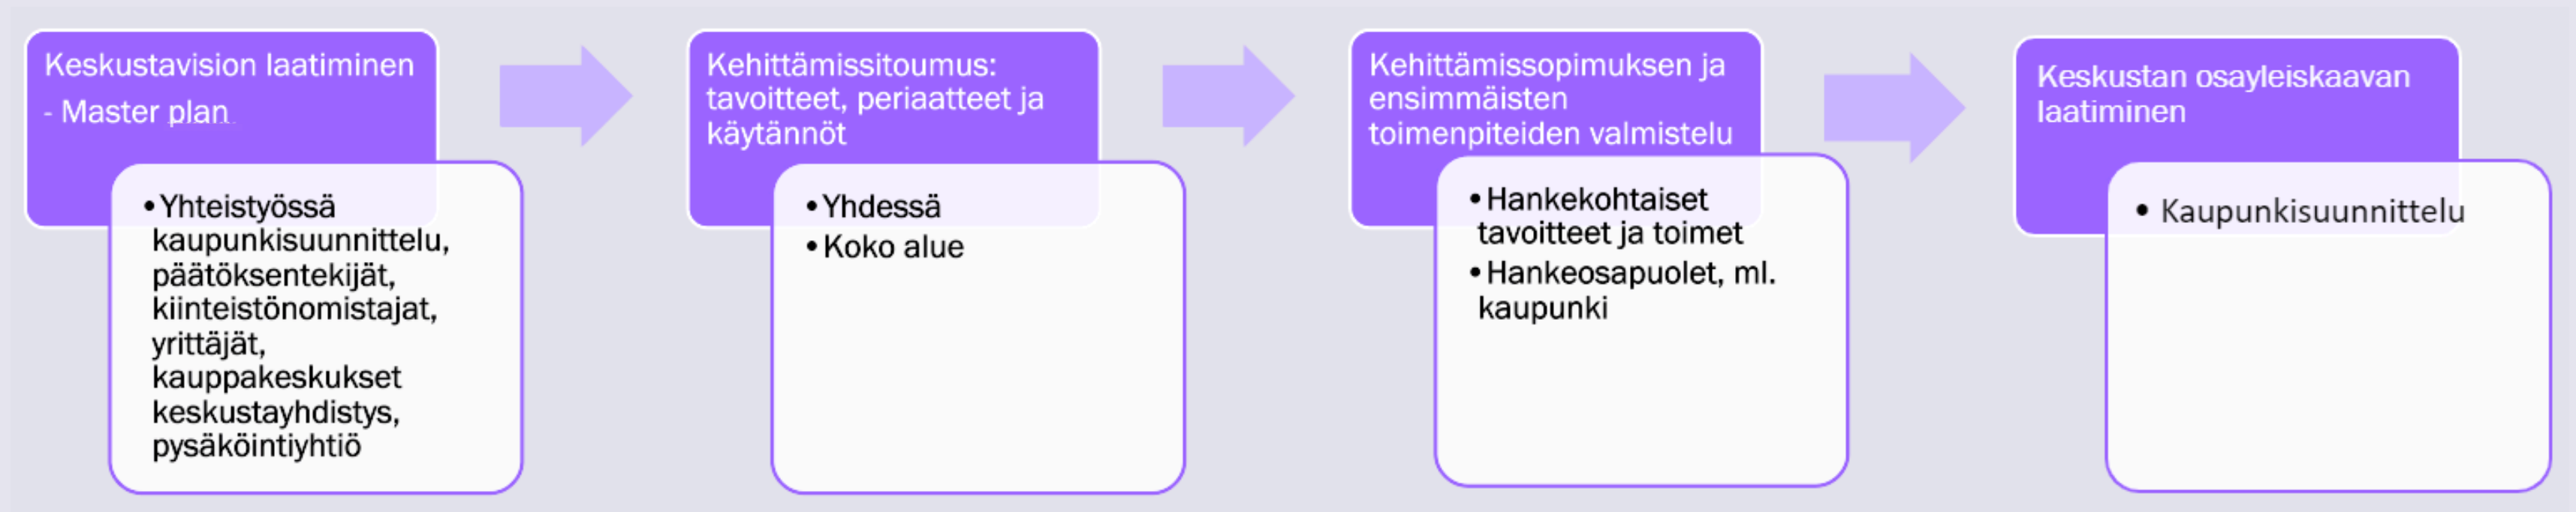 Keskustavision laatiminen
- Master plan
• Yhteistyössä
kaupunkisuunnittelu,
päätöksentekijät,
kiinteistönomistajat,
yrittäjät,
kauppakeskukset
keskustayhdistys,
pysäköintiyhtiö
Kehittämissitoumus:
tavoitteet, periaatteet ja
käytännöt
• Yhdessä
• Koko alue
Kehittämissopimuksen ja
ensimmäisten
toimenpiteiden valmistelu
• Hankekohtaiset
tavoitteet ja toimet
• Hankeosapuolet, ml.
kaupunki
Keskustan osayleiskaavan
laatiminen
• Kaupunkisuunnittelu